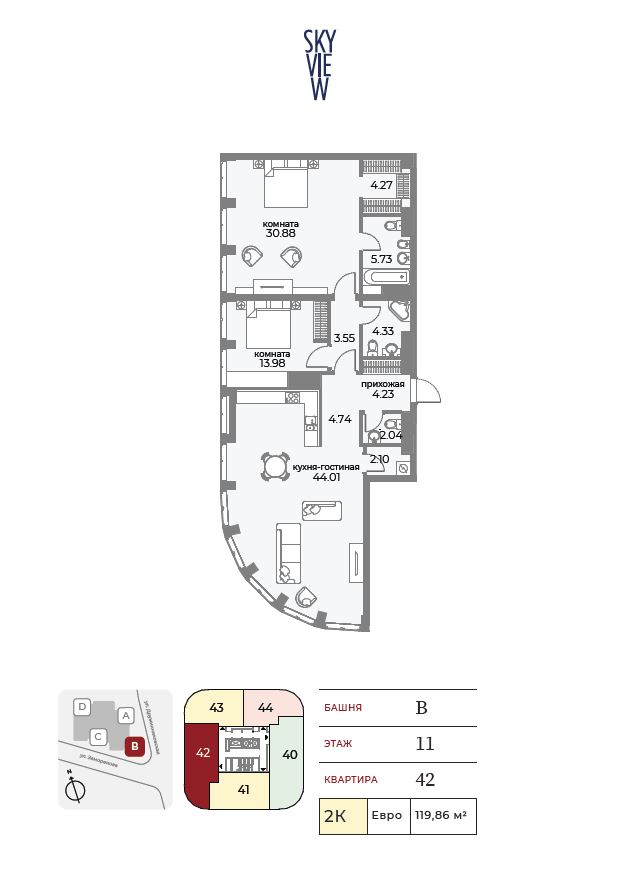 SKY
VIE
W
4.27
комната
30.88
5.73
4.33
3.55
комната
13.98
прихожая
4.23
4.74
2.04
2.10
кухня-гостиная
44.01
D
A
C
B
ул. Дружинниковская
ул. Заморенова
N
43
44
42
40
41
БАШНЯ B
ЭТАЖ 11
КВАРТИРА 42
2К Евро 119,86 м²